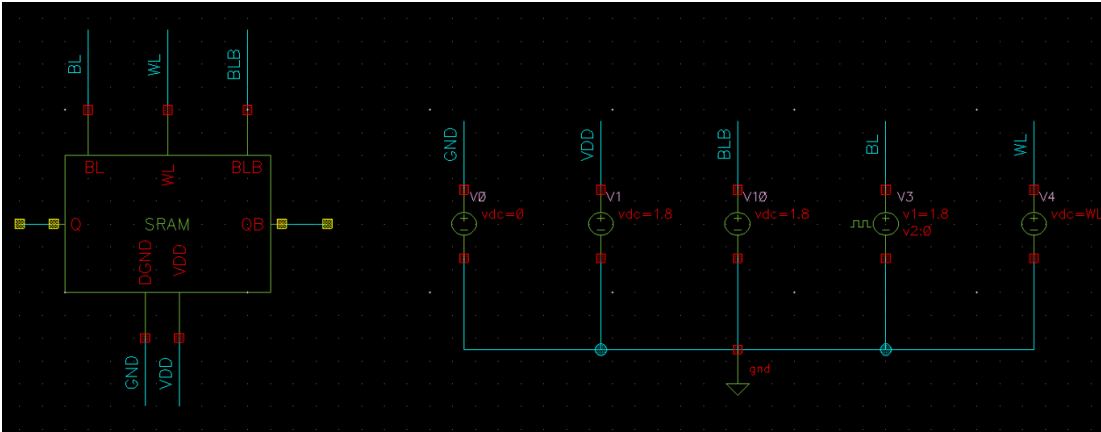 BL
WL
BLB
BL
WL
BLB
Q
SRAM
QB
DGND
VDD
GND
VDD
GND
V0
vdc=0
VDD
V1
vdc=1.8
BLB
V10
vdc=1.8
BL
V3
v1=1.8
v2:0
WL
V4
vdc=WL
gnd